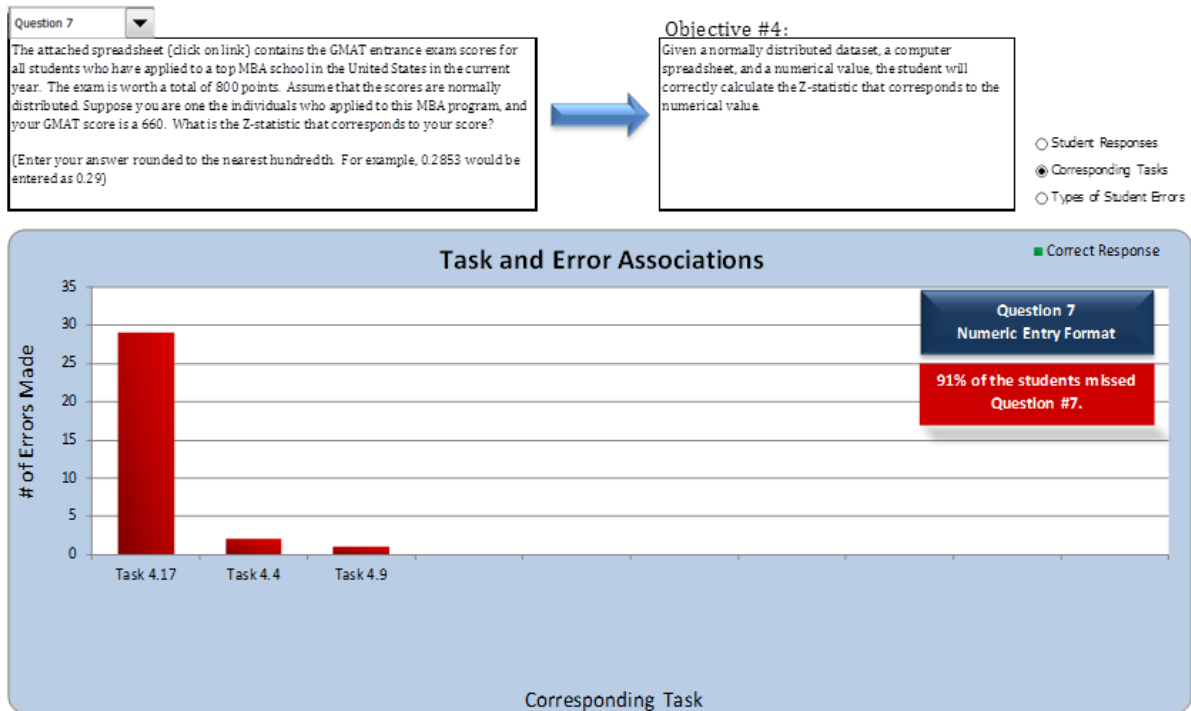 Question 7
The attached spreadsheet (click on link) contains the GMAT entrance exam scores for
all students who have applied to a top MBA school in the United States in the current
year. The exam is worth a total of 800 points. Assume that the scores are normally
distributed. Suppose you are one the individuals who applied to this MBA program, and
your GMAT score is a 660. What is the Z-statistic that corresponds to your score?
(Enter your answer rounded to the nearest hundredth. For example, 0.2853 would be
entered as 0.29)
Objective #4:
Given a normally distributed dataset, a computer
spreadsheet, and a numerical value, the student will
correctly calculate the Z-statistic that corresponds to the
numerical value.
Student Responses
Corresponding Tasks
Types of Student Errors
Task and Error Associations
Correct Response
Question 7
Numeric Entry Format
91% of the students missed
Question #7.
# of Errors Made
35
30
25
20
15
10
5
0
Task 4.17
Task 4.4
Task 4.9
Corresponding Task